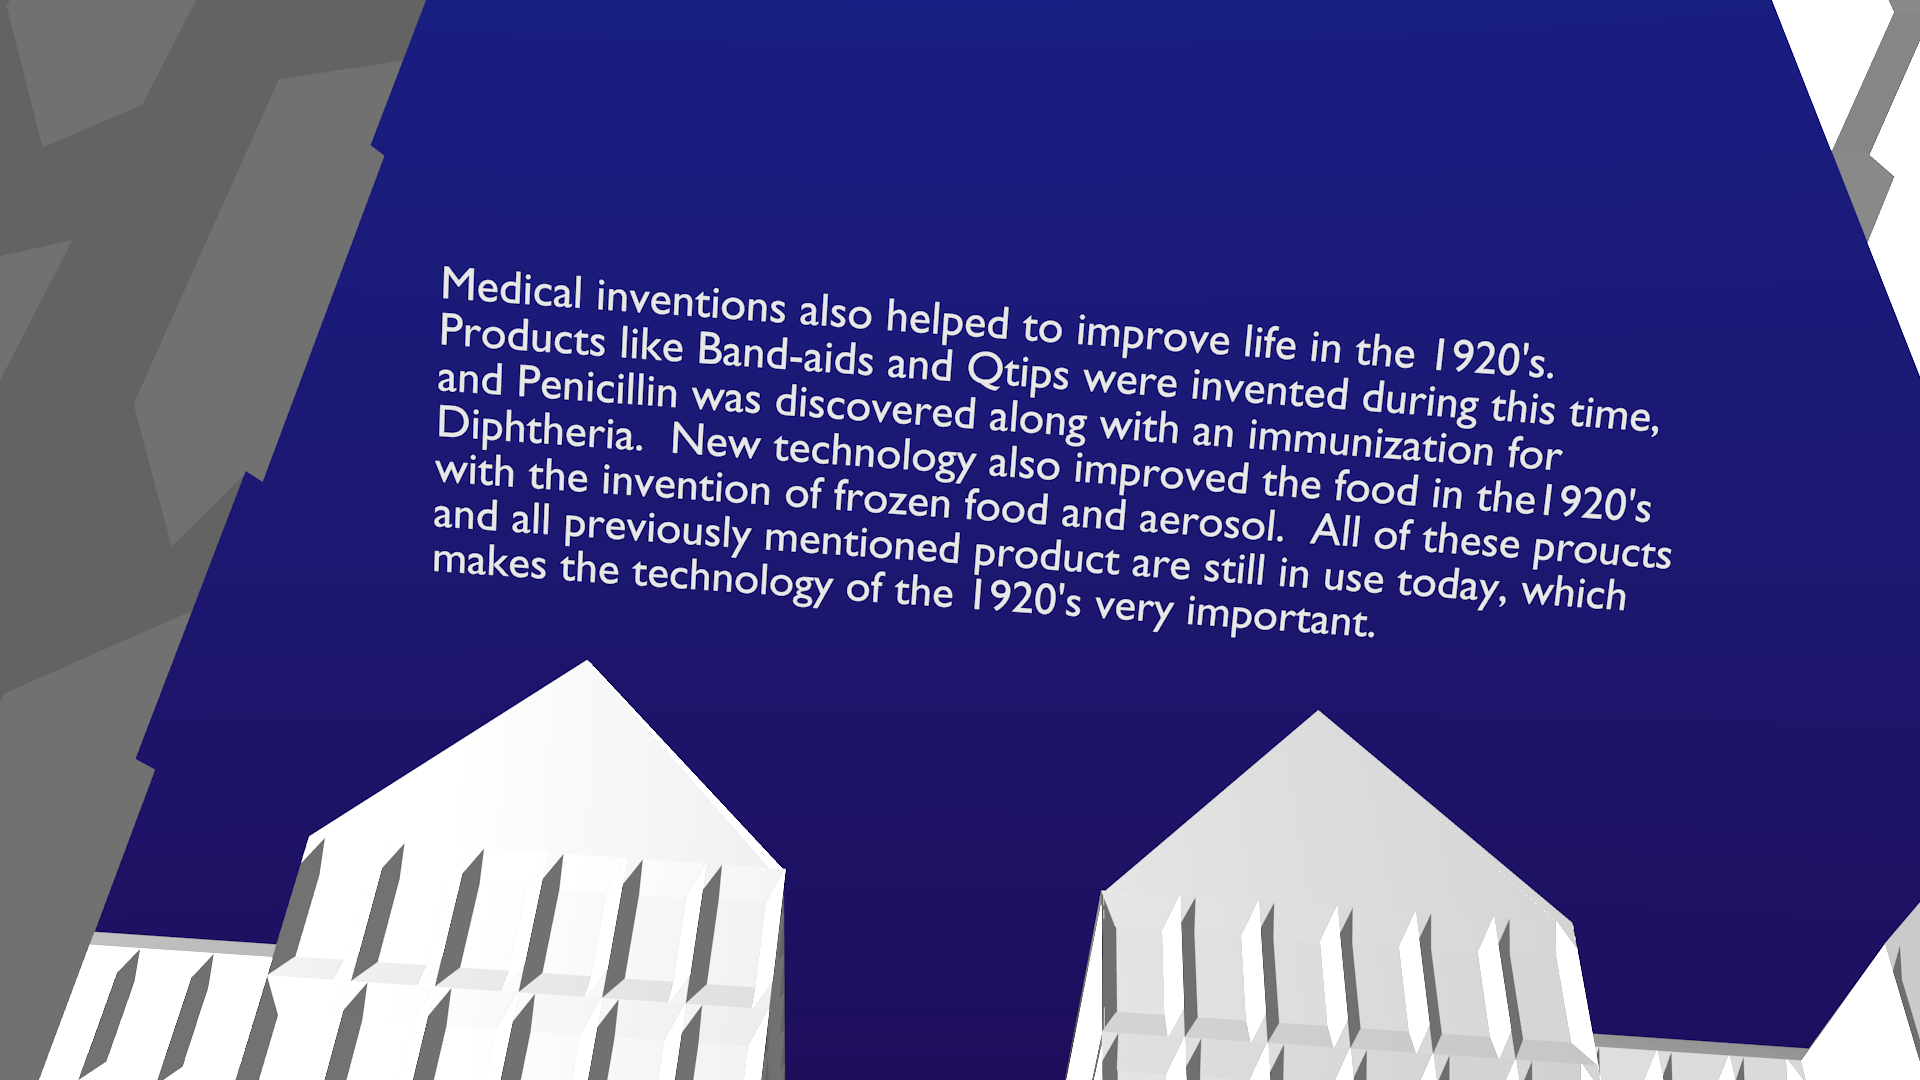 Medical inventions also helped to improve life in the 1920's.
Products like Band-aids and Qtips were invented during this time,
and Penicillin was discovered along with an immunization for
Diphtheria.  New technology also improved the food in the1920's
with the invention of frozen food and aerosol.  All of these proucts
and all previously mentioned product are still in use today, which
makes the technology of the 1920's very important.